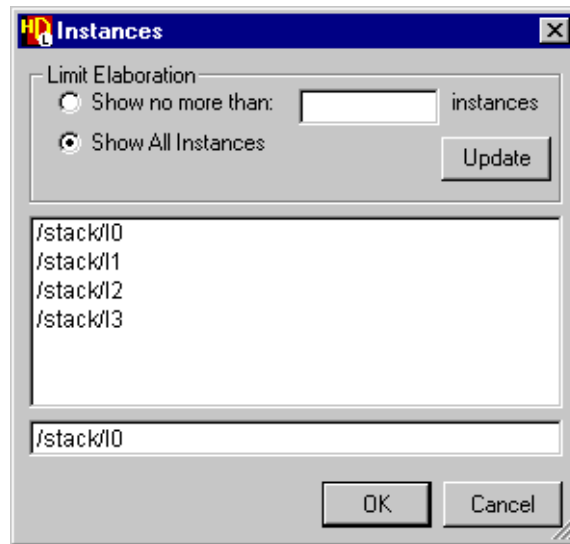 HDL Instances
Limit Elaboration
Show no more than: instances
Show All Instances
Update
/stack/I0
/stack/I1
/stack/I2
/stack/I3
/stack/I0
OK Cancel